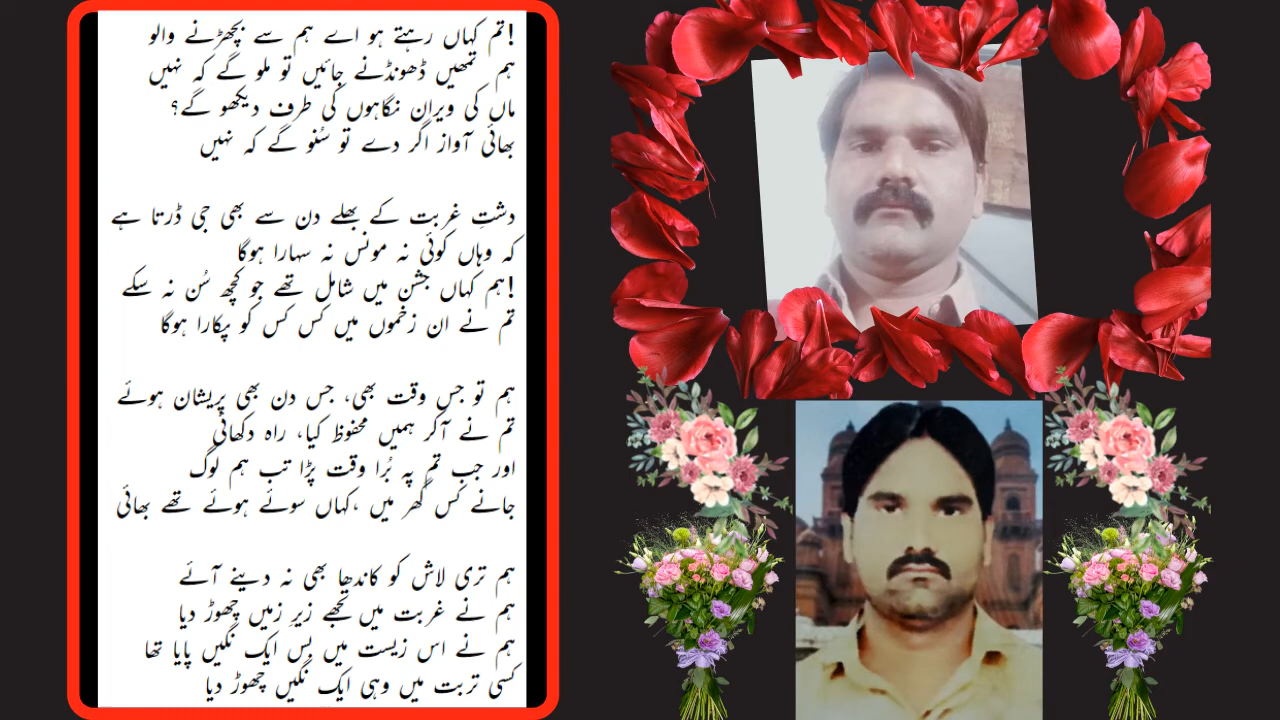 تم کہاں رہتے ہو اے ہم سے بچھڑنے والو!
ہم تمھیں ڈھونڈنے جائیں تو ملو گے کہ نہیں
ماں کی ویران نگاہوں کی طرف دیکھو گے؟
بھائی آواز اگر دے تو سُنو گے کہ نہیں
دشتِ غربت کے بھلے دن سے بھی جی ڈرتا ہے
کہ وہاں کوئی نہ مونس نہ سہارا ہوگا
ہم کہاں جشن میں شامل تھے جو کچھ سُن نہ سکے!
تم نے ان زخموں میں کس کس کو پکارا ہوگا
ہم تو جس وقت بھی، جس دن بھی پریشان ہوئے
تم نے آکر ہمیں محفوظ کیا، راہ دکھائی
اور جب تم پہ بُرا وقت پڑا تب ہم لوگ
جانے کس گھر میں ،کہاں سوئے ہوئے تھے بھائی
ہم تری لاش کو کاندھا بھی نہ دینے آئے
ہم نے غربت میں تجھے زیرِ زمیں چھوڑ دیا
ہم نے اس زیست میں بس ایک نگیں پایا تھا
کسی تربت میں وہی ایک نگیں چھوڑ دیا